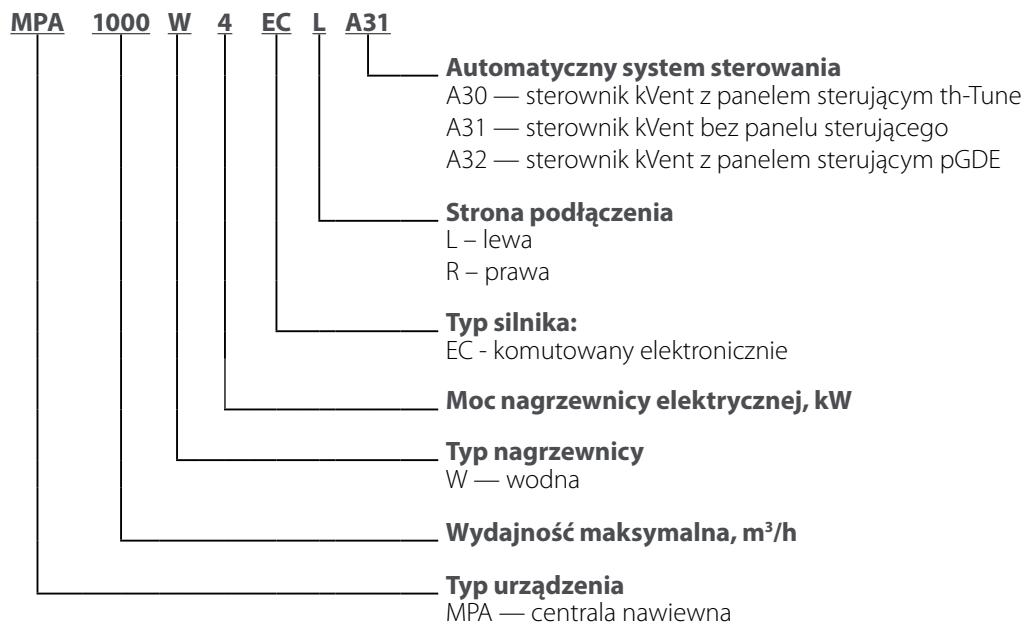 MPA 1000 W 4 EC L A31
Automatyczny system sterowania
A30 — sterownik kVent z panelem sterującym th-Tune
A31 — sterownik kVent bez panelu sterującego
A32 — sterownik kVent z panelem sterującym pGDE
Strona podłączenia
L – lewa
R – prawa
Typ silnika:
EC - komutowany elektronicznie
Moc nagrzewnicy elektrycznej, kW
Typ nagrzewnicy
W — wodna
Wydajność maksymalna, m³/h
Typ urządzenia
MPA — centrala nawiewna